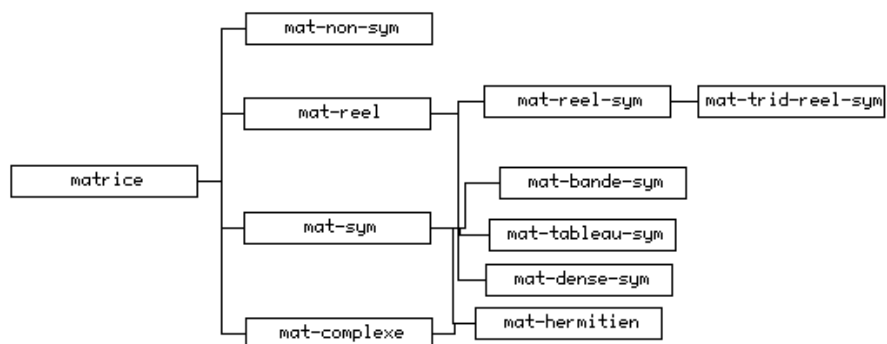 mat-non-sym
mat-reel
mat-reel-sym
mat-trid-reel-sym
matrice
mat-bande-sym
mat-sym
mat-tableau-sym
mat-dense-sym
mat-complexe
mat-hermitien